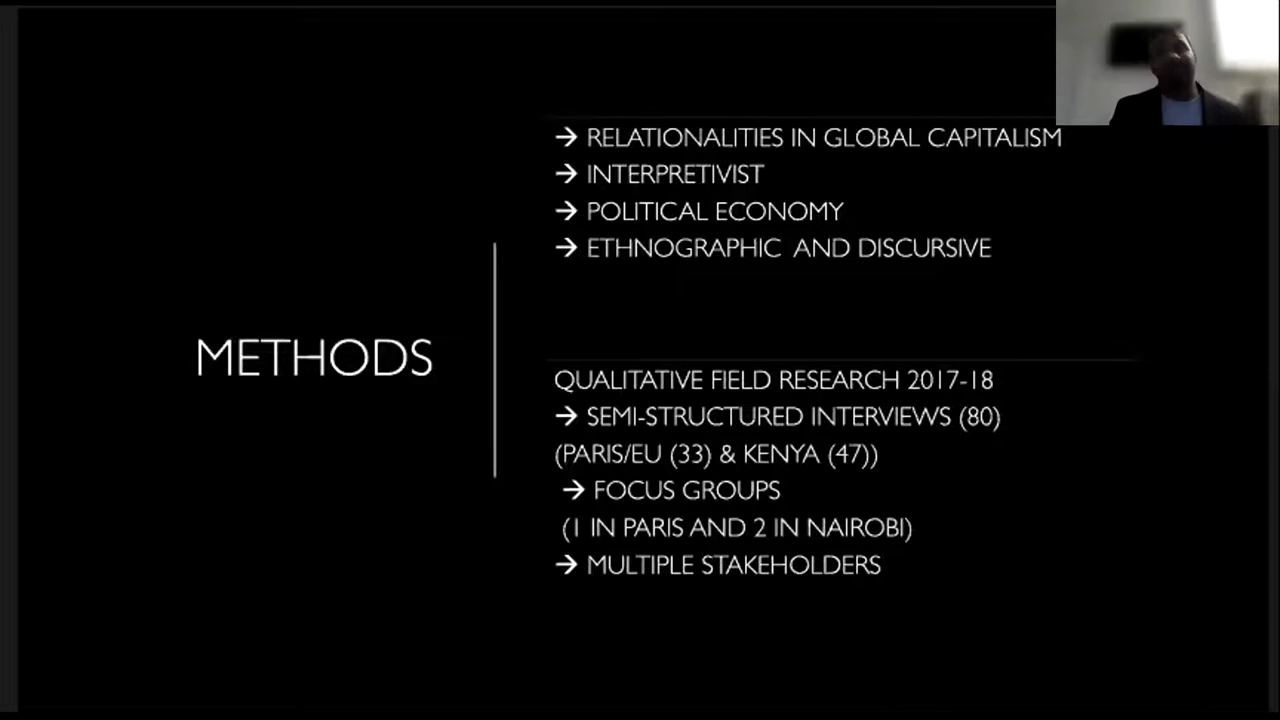 → RELATIONALITIES IN GLOBAL CAPITALISM
→ INTERPRETIVIST
→ POLITICAL ECONOMY
→ ETHNOGRAPHIC AND DISCURSIVE
METHODS
QUALITATIVE FIELD RESEARCH 2017-18
→ SEMI-STRUCTURED INTERVIEWS (80)
(PARIS/EU (33) & KENYA (47))
→ FOCUS GROUPS
(1 IN PARIS AND 2 IN NAIROBI)
→ MULTIPLE STAKEHOLDERS